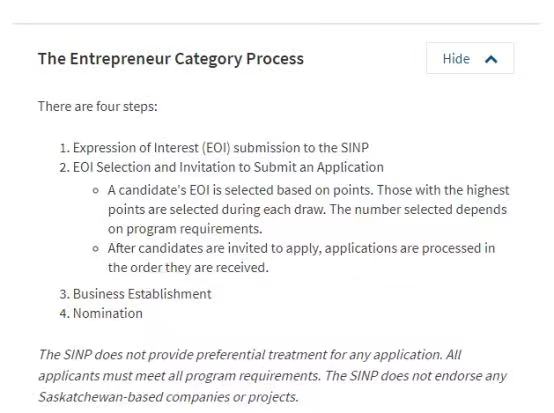 The Entrepreneur Category Process
Hide
There are four steps:
1. Expression of Interest (EOI) submission to the SINP
2. EOI Selection and Invitation to Submit an Application
A candidate's EOI is selected based on points. Those with the highest
points are selected during each draw. The number selected depends
on program requirements.
After candidates are invited to apply, applications are processed in
the order they are received.
3. Business Establishment
4. Nomination
The SINP does not provide preferential treatment for any application. All
applicants must meet all program requirements. The SINP does not endorse any
Saskatchewan-based companies or projects.